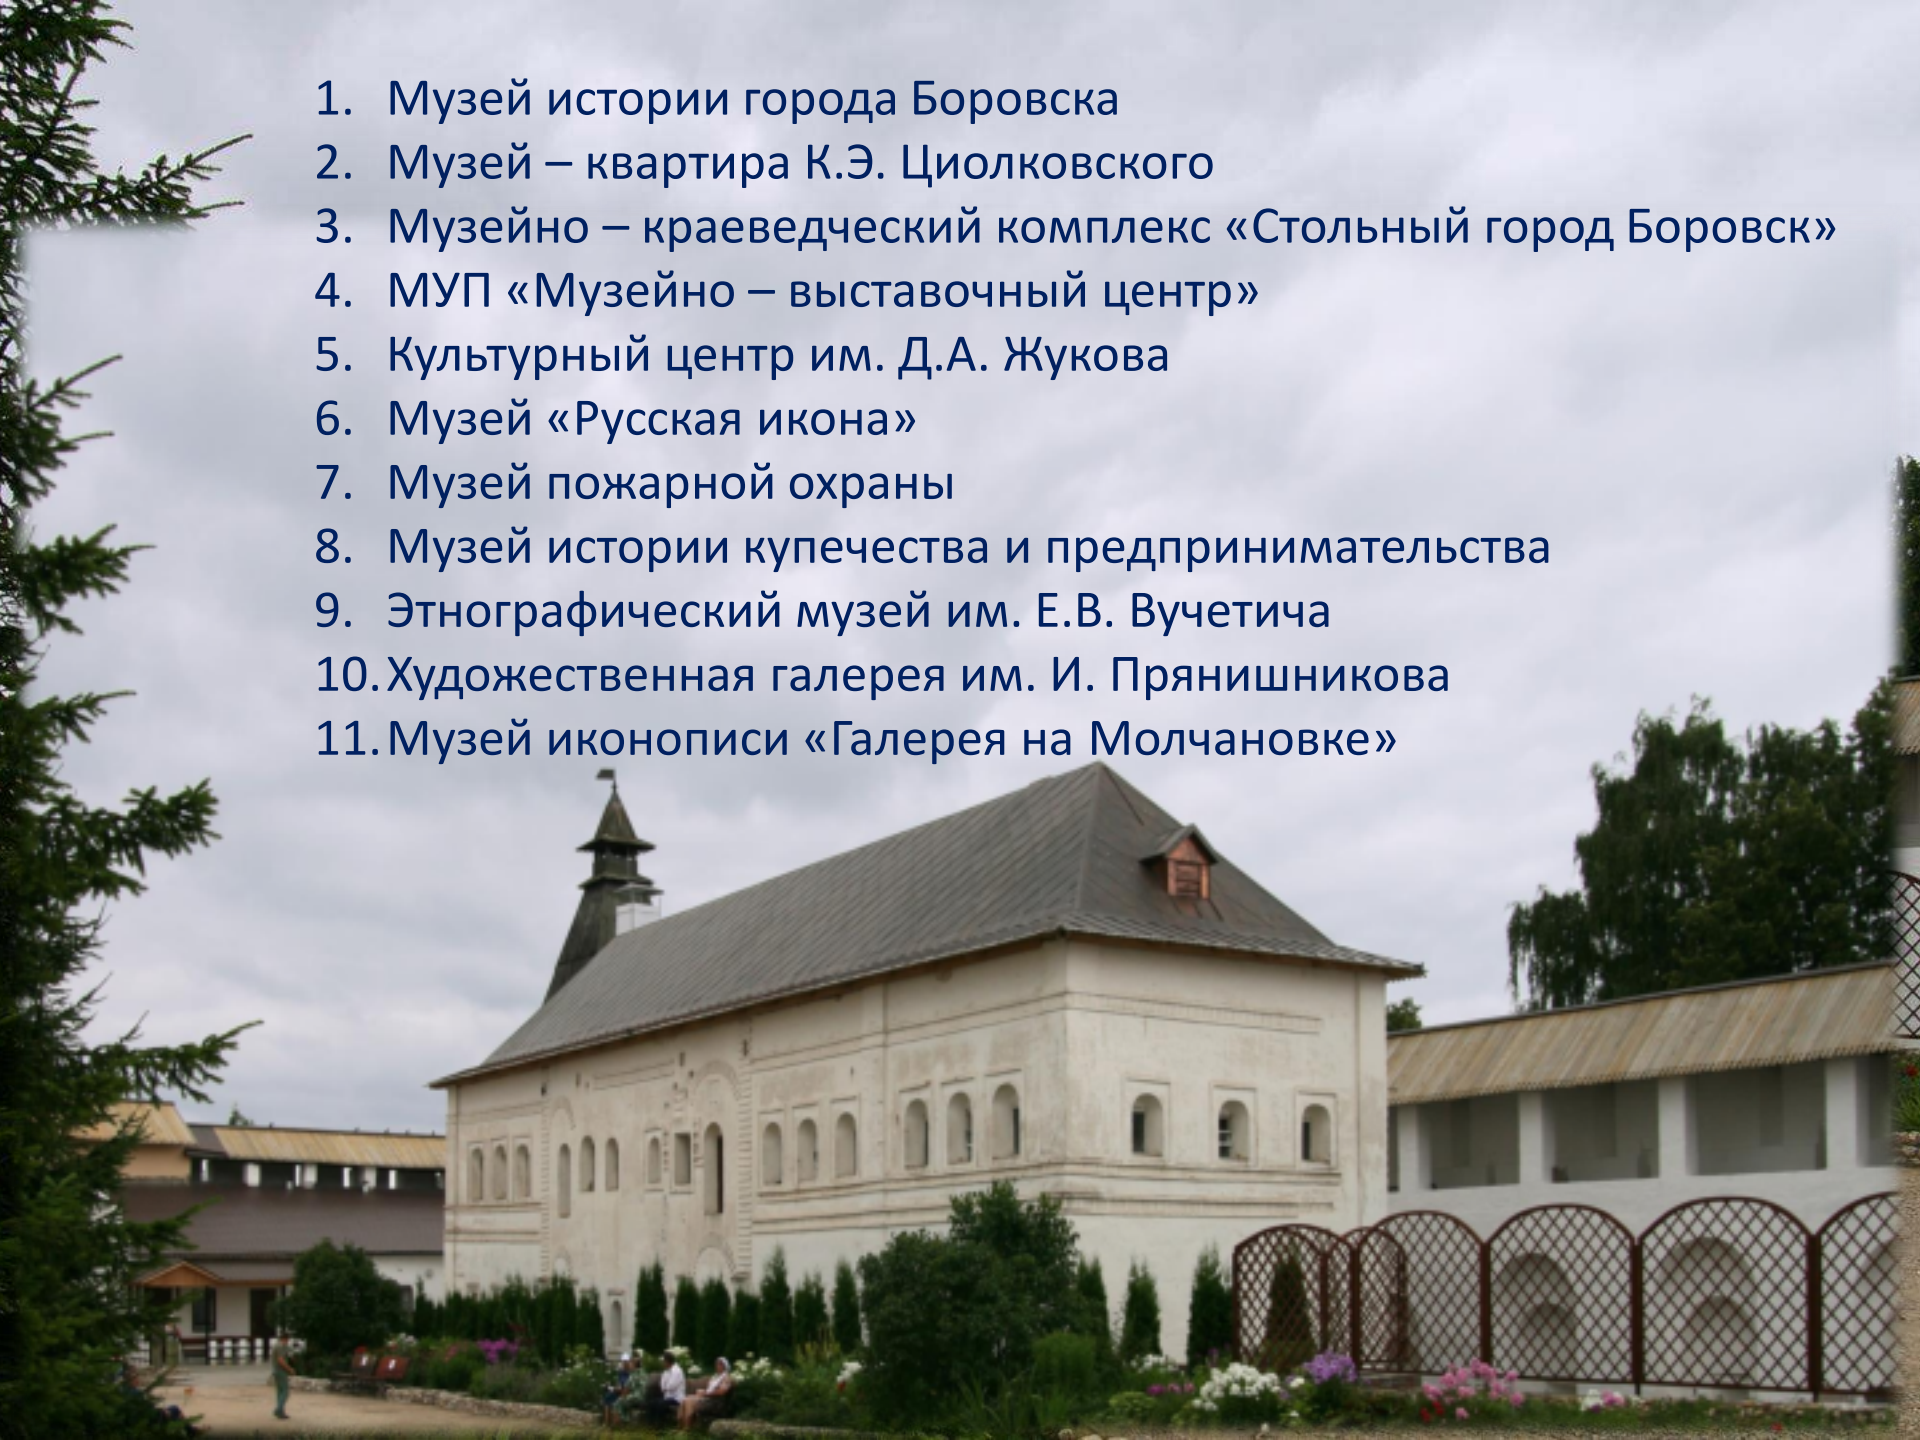 1. Музей истории города Боровска
2. Музей – квартира К.Э. Циолковского
3. Музейно – краеведческий комплекс «Стольный город Боровск»
4. МУП «Музейно – выставочный центр»
5. Культурный центр им. Д.А. Жукова
6. Музей «Русская икона»
7. Музей пожарной охраны
8. Музей истории купечества и предпринимательства
9. Этнографический музей им. Е.В. Вучетича
10. Художественная галерея им. И. Прянишникова
11. Музей иконописи «Галерея на Молчановке»